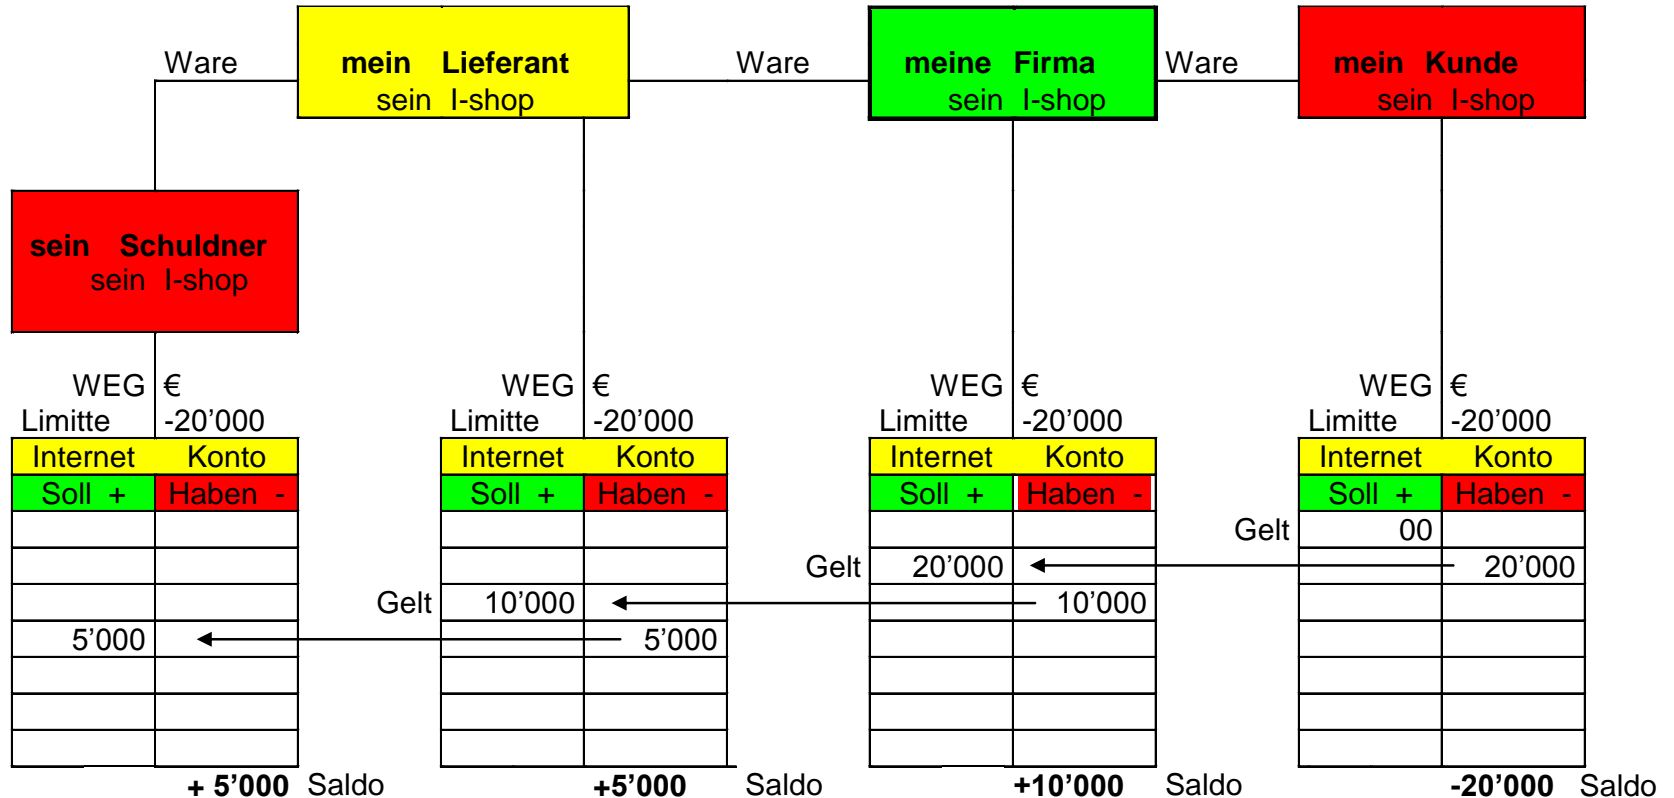 Ware mein Lieferant Ware meine Firma Ware mein Kunde
sein I-shop sein I-shop sein I-shop
sein Schuldner
sein I-shop
WEG € WEG € WEG € WEG €
Limitte -20’000 Limitte -20’000 Limitte -20’000 Limitte -20’000
Internet Konto Internet Konto Internet Konto Internet Konto
Soll + Haben - Soll + Haben - Soll + Haben - Soll + Haben -
Gelt 00
Gelt 20’000 20’000
Gelt 10’000 10’000
5’000 5’000
+ 5’000 Saldo +5’000 Saldo +10’000 Saldo -20’000 Saldo